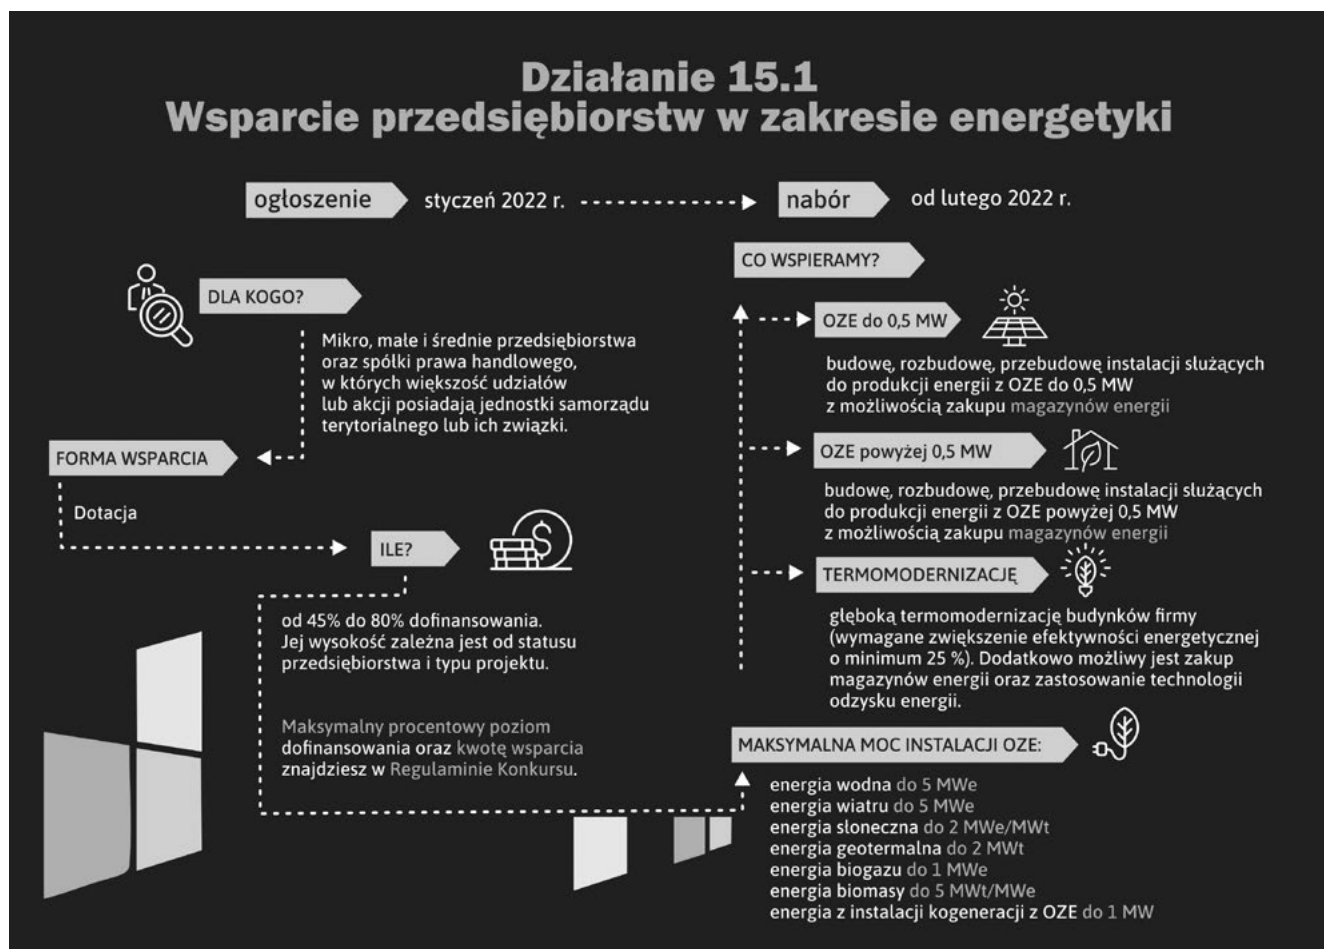 Działanie 15.1
Wsparcie przedsiębiorstw w zakresie energetyki
ogłoszenie
styczeń 2022 r.
nabór
od lutego 2022 r.
DLA KOGO?
Mikro, małe i średnie przedsiębiorstwa
oraz spółki prawa handlowego,
w których większość udziałów
lub akcji posiadają jednostki samorządu
terytorialnego lub ich związki.
FORMA WSPARCIA
Dotacja
ILE?
od 45% do 80% dofinansowania.
Jej wysokość zależna jest od statusu
przedsiębiorstwa i typu projektu.
Maksymalny procentowy poziom
dofinansowania oraz kwotę wsparcia
znajdziesz w Regulaminie Konkursu.
CO WSPIERAMY?
OZE do 0,5 MW
budowę, rozbudowę, przebudowę instalacji służących
do produkcji energii z OZE do 0,5 MW
z możliwością zakupu magazynów energii
OZE powyżej 0,5 MW
budowę, rozbudowę, przebudowę instalacji służących
do produkcji energii z OZE powyżej 0,5 MW
z możliwością zakupu magazynów energii
TERMOMODERNIZACJĘ
głęboką termomodernizację budynków firmy
(wymagane zwiększenie efektywności energetycznej
o minimum 25 %). Dodatkowo możliwy jest zakup
magazynów energii oraz zastosowanie technologii
odzysku energii.
MAKSYMALNA MOC INSTALACJI OZE:
energia wodna do 5 MWe
energia wiatru do 5 MWe
energia słoneczna do 2 MWe/MWt
energia geotermalna do 2 MWt
energia biogazu do 1 MWe
energia biomasy do 5 MWt/MWe
energia z instalacji kogeneracji z OZE do 1 MW